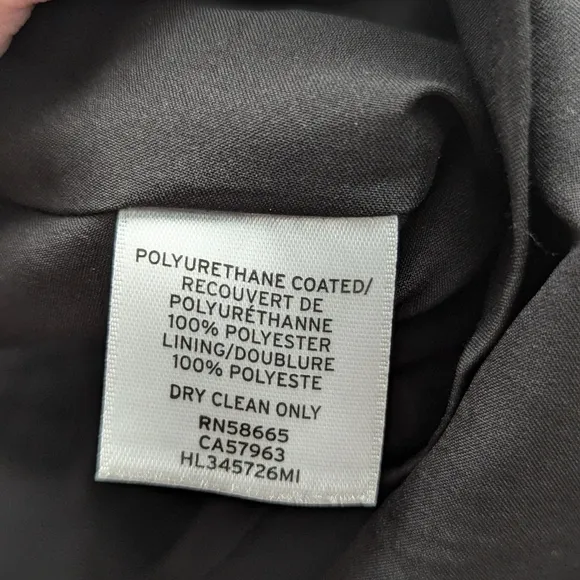 POLYURETHANE COATED/
RECOUVERT DE
POLYURÉTHANNE
100% POLYESTER
LINING/DOUBLURE
100% POLYESTE
DRY CLEAN ONLY
RN58665
CA57963
HL345726MI